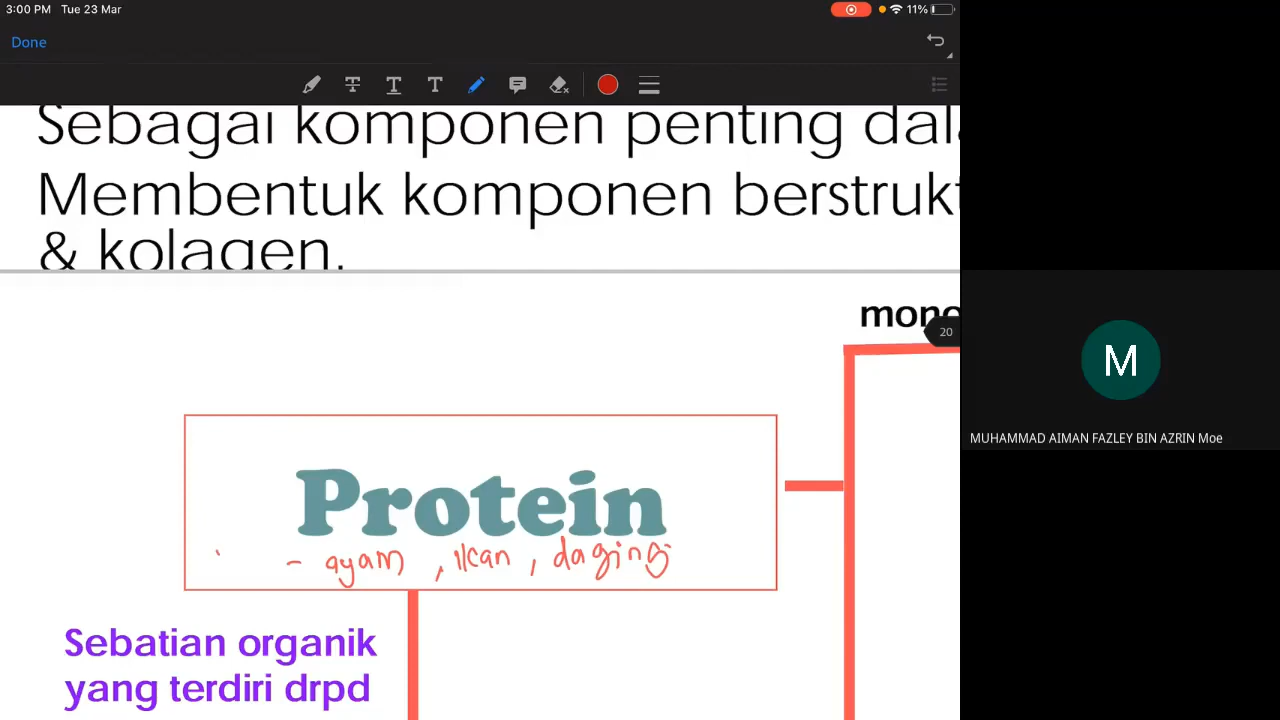 3:00 PM Tue 23 Mar
11%
Done
T T T
Sebagai komponen penting dala
Membentuk komponen berstrukt
& kolagen.
mono
20
Protein
- ayam , ikan , daging
Sebatian organik
yang terdiri drpd
M
MUHAMMAD AIMAN FAZLEY BIN AZRIN Moe